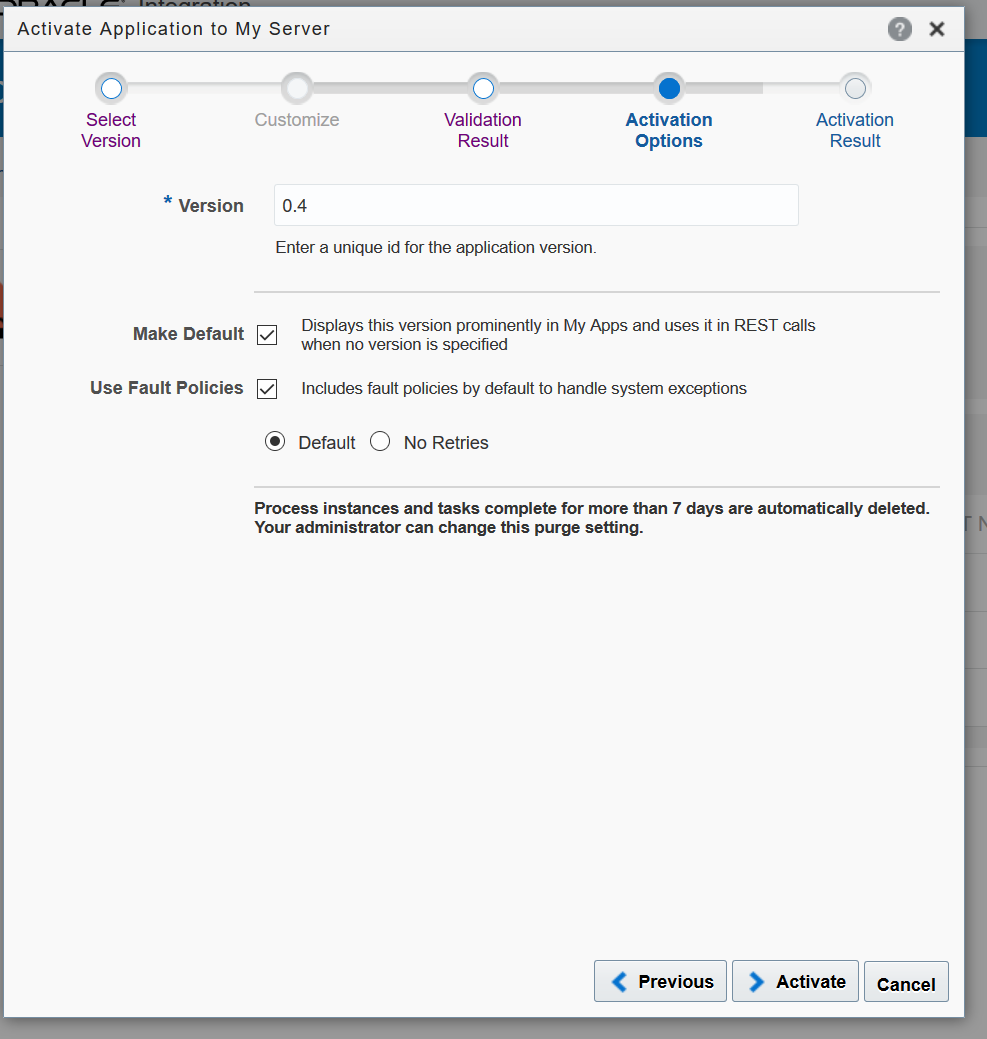 Integration
Activate Application to My Server
?
Select
Version
Customize
Validation
Result
Activation
Options
Activation
Result
* Version
0.4
Enter a unique id for the application version.
Make Default
Displays this version prominently in My Apps and uses it in REST calls
when no version is specified
Use Fault Policies
Includes fault policies by default to handle system exceptions
Default
No Retries
Process instances and tasks complete for more than 7 days are automatically deleted.
Your administrator can change this purge setting.
T N
Previous
Activate
Cancel